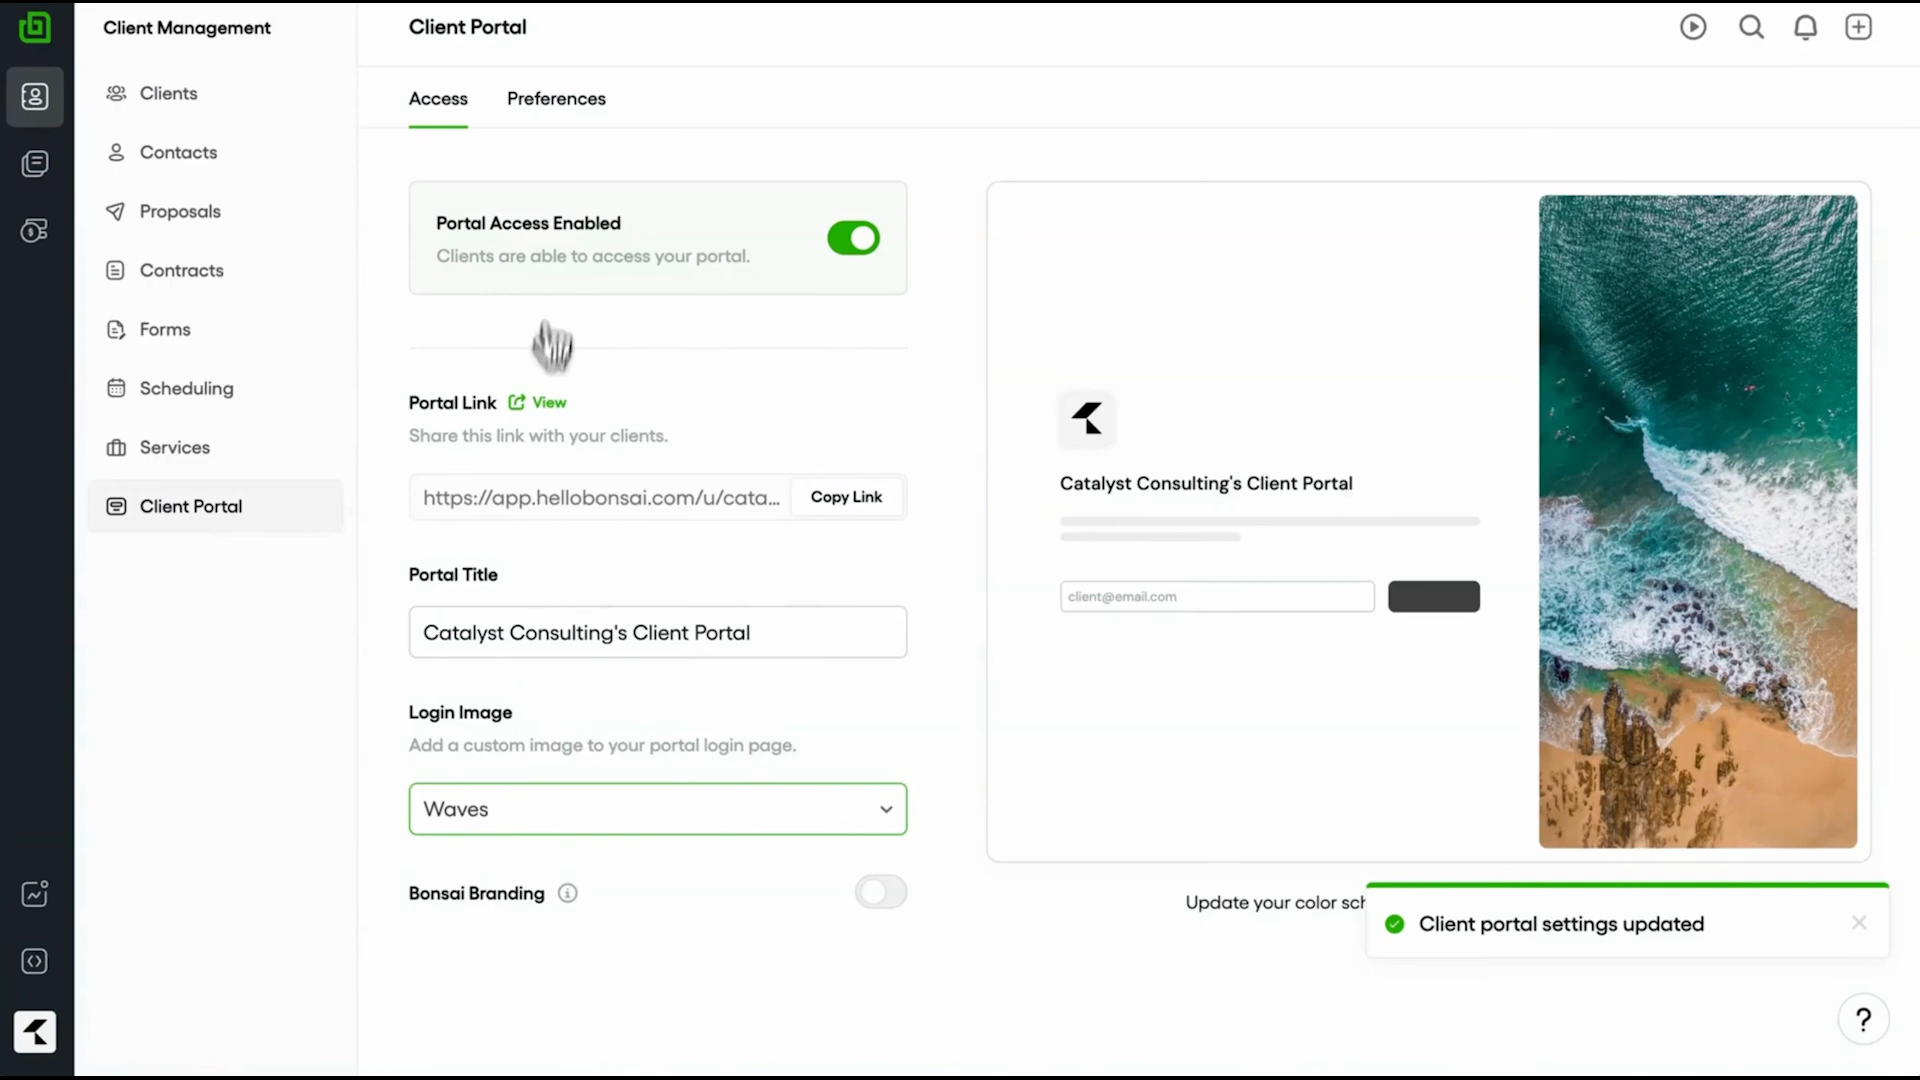 Client Management
Clients
Contacts
Proposals
Contracts
Forms
Scheduling
Services
Client Portal
Client Portal
Access
Preferences
Portal Access Enabled
Clients are able to access your portal.
Portal Link
View
Share this link with your clients.
https://app.hellobonsai.com/u/cata...
Copy Link
Portal Title
Catalyst Consulting's Client Portal
Login Image
Add a custom image to your portal login page.
Waves
Bonsai Branding
Catalyst Consulting's Client Portal
client@email.com
Update your color sch
Client portal settings updated
?